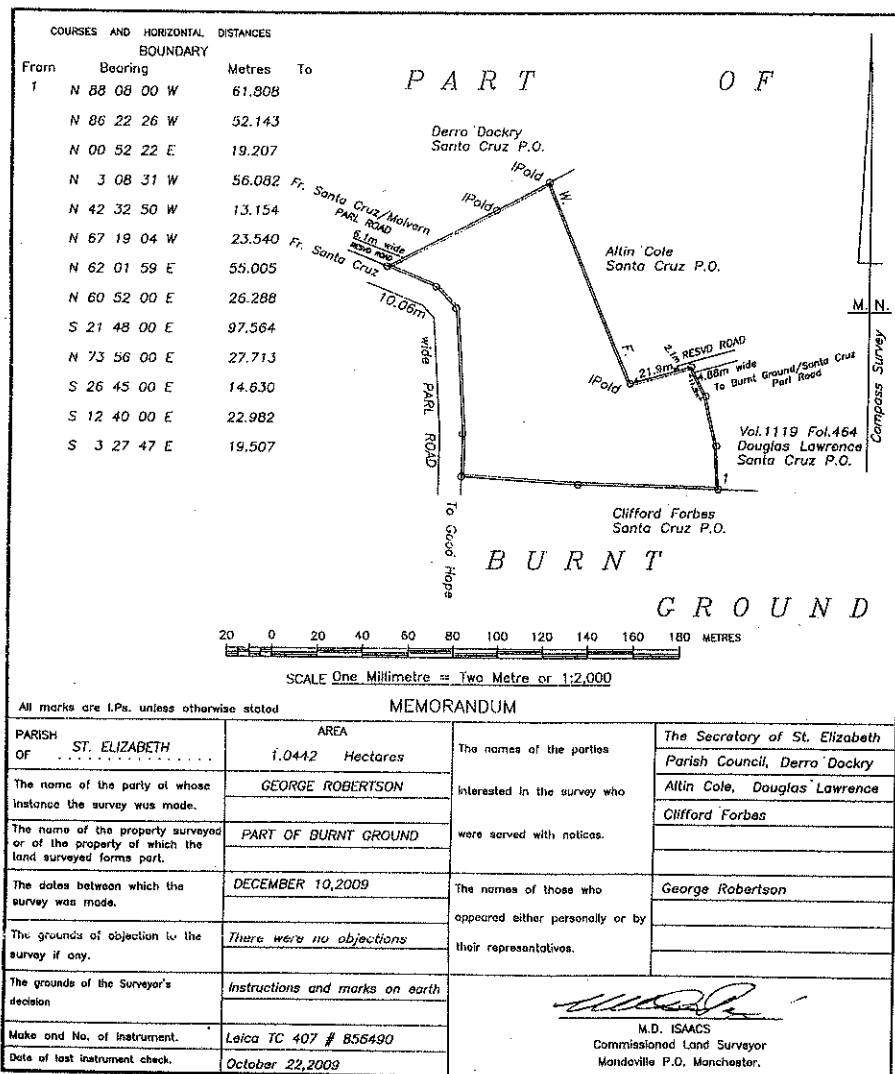 COURSES AND HORIZONTAL DISTANCES
BOUNDARY
From Bearing Metres To
1 N 88 08 00 W 61.808
N 86 22 26 W 52.143
N 00 52 22 E 19.207
N 3 08 31 W 56.082
N 42 32 50 W 13.154
N 67 19 04 W 23.540
N 62 01 59 E 55.005
N 60 52 00 E 26.288
S 21 48 00 E 97.564
N 73 56 00 E 27.713
S 26 45 00 E 14.630
S 12 40 00 E 22.982
S 3 27 47 E 19.507
PART OF
Derro Dockry
Santa Cruz P.O.
IPold
IPold
W.
Fr. Santa Cruz/Malvern
PARL ROAD
6.1m wide
RESVD ROAD
Fr. Santa Cruz
10.06m
wide PARL ROAD
To Good Hope
Altin Cole
Santa Cruz P.O.
M. N.
Compass Survey
F.
IPold
21.9m
2.1m
RESVD ROAD
4.88m wide
To Burnt Ground/Santa Cruz
Parl Road
Vol.1119 Fol.464
Douglas Lawrence
Santa Cruz P.O.
1
Clifford Forbes
Santa Cruz P.O.
BURNT
GROUND
20 0 20 40 60 80 100 120 140 160 180 METRES
SCALE One Millimetre = Two Metre or 1:2,000
All marks are I.Ps. unless otherwise stated
MEMORANDUM
PARISH
OF ST. ELIZABETH
AREA
1.0442 Hectares
The name of the party at whose
instance the survey was made.
GEORGE ROBERTSON
The name of the property surveyed
or of the property of which the
land surveyed forms part.
PART OF BURNT GROUND
The dates between which the
survey was made.
DECEMBER 10,2009
The grounds of objection to the
survey if any.
There were no objections
The grounds of the Surveyor's
decision
Instructions and marks on earth
Make and No. of Instrument.
Leica TC 407 # 856490
Date of last instrument check.
October 22,2009
The names of the parties
interested in the survey who
were served with notices.
The Secretary of St. Elizabeth
Parish Council, Derro Dockry
Altin Cole, Douglas Lawrence
Clifford Forbes
The names of those who
appeared either personally or by
their representatives.
George Robertson
M.D. ISAACS
Commissioned Land Surveyor
Mandeville P.O. Manchester.